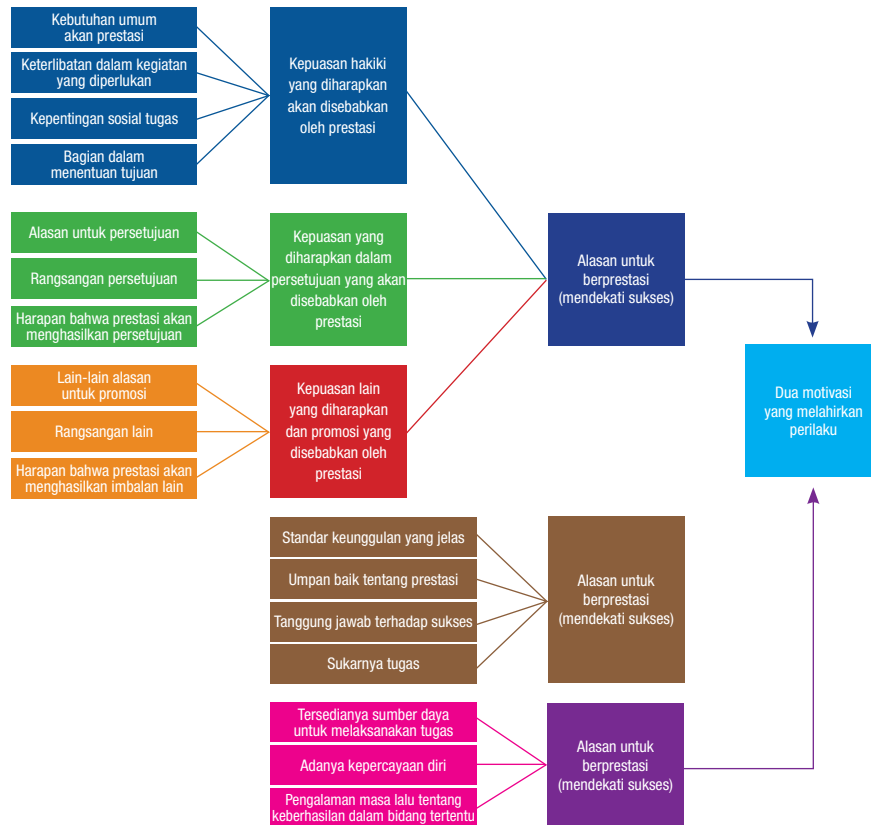 Kebutuhan umum
akan prestasi
Keterlibatan dalam kegiatan
yang diperlukan
Kepentingan sosial tugas
Bagian dalam
menentuan tujuan
Kepuasan hakiki
yang diharapkan
akan disebabkan
oleh prestasi
Alasan untuk persetujuan
Rangsangan persetujuan
Harapan bahwa prestasi akan
menghasilkan persetujuan
Kepuasan yang
diharapkan dalam
persetujuan yang akan
disebabkan oleh
prestasi
Lain-lain alasan
untuk promosi
Rangsangan lain
Harapan bahwa prestasi akan
menghasilkan imbalan lain
Kepuasan lain
yang diharapkan
dan promosi yang
disebabkan oleh
prestasi
Alasan untuk
berprestasi
(mendekati sukses)
Dua motivasi
yang melahirkan
perilaku
Standar keunggulan yang jelas
Umpan baik tentang prestasi
Tanggung jawab terhadap sukses
Sukarnya tugas
Alasan untuk
berprestasi
(mendekati sukses)
Tersedianya sumber daya
untuk melaksanakan tugas
Adanya kepercayaan diri
Pengalaman masa lalu tentang
keberhasilan dalam bidang tertentu
Alasan untuk
berprestasi
(mendekati sukses)